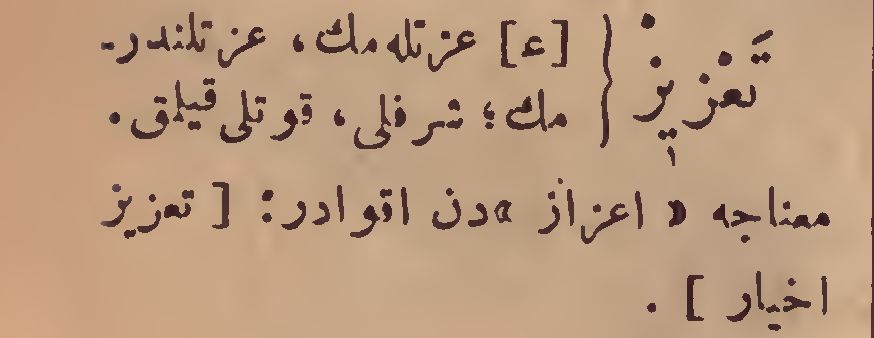 تَعْزِيزْ { [ع] عزتله مك، عزتلندر-
مك؛ شرفلى، قوتلى قيلمق.
معناجه «اعزاز»دن اقوادر: [تعزيز
اخيار].